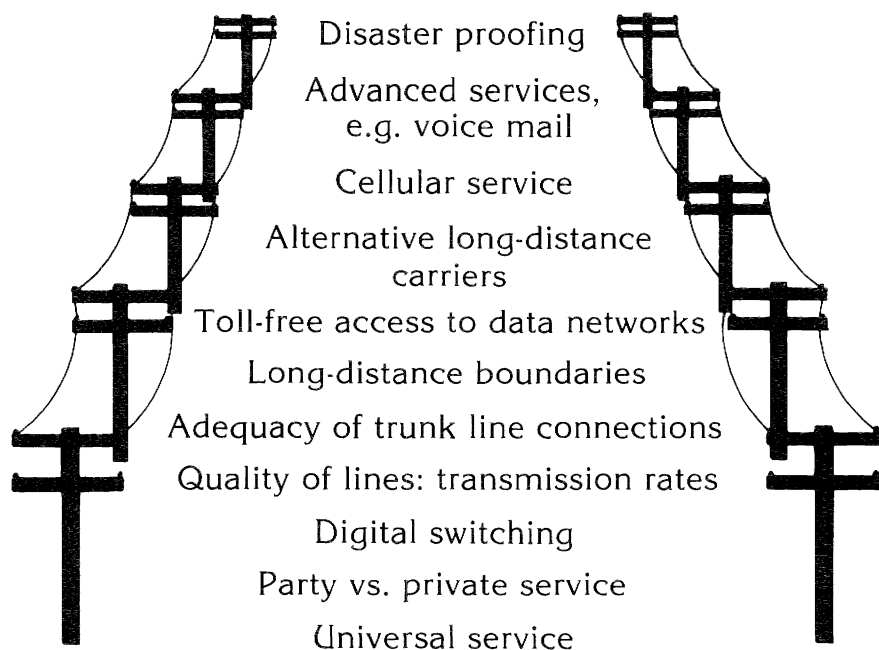 Disaster proofing
Advanced services,
e.g. voice mail
Cellular service
Alternative long-distance
carriers
Toll-free access to data networks
Long-distance boundaries
Adequacy of trunk line connections
Quality of lines: transmission rates
Digital switching
Party vs. private service
Universal service